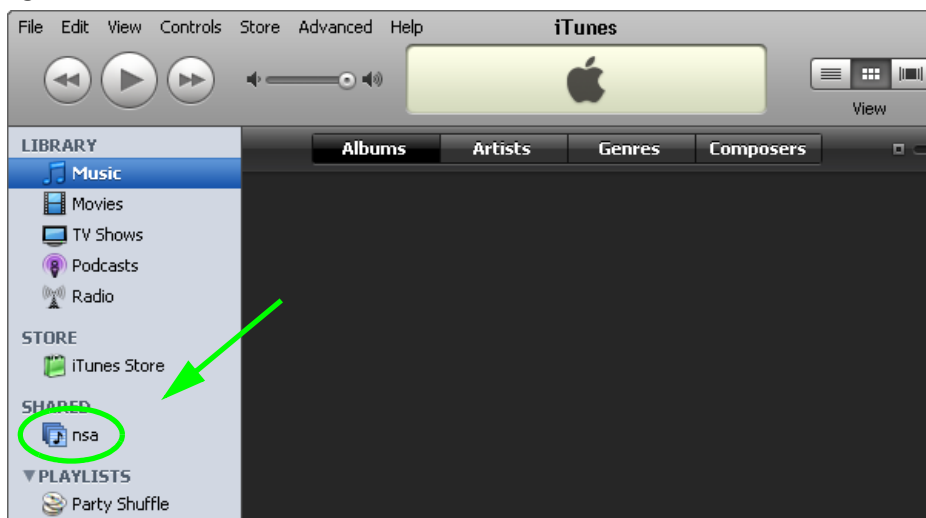 File Edit View Controls Store Advanced Help
iTunes
View
LIBRARY
Albums Artists Genres Composers
Music
Movies
TV Shows
Podcasts
Radio
STORE
iTunes Store
SHARED
nsa
PLAYLISTS
Party Shuffle